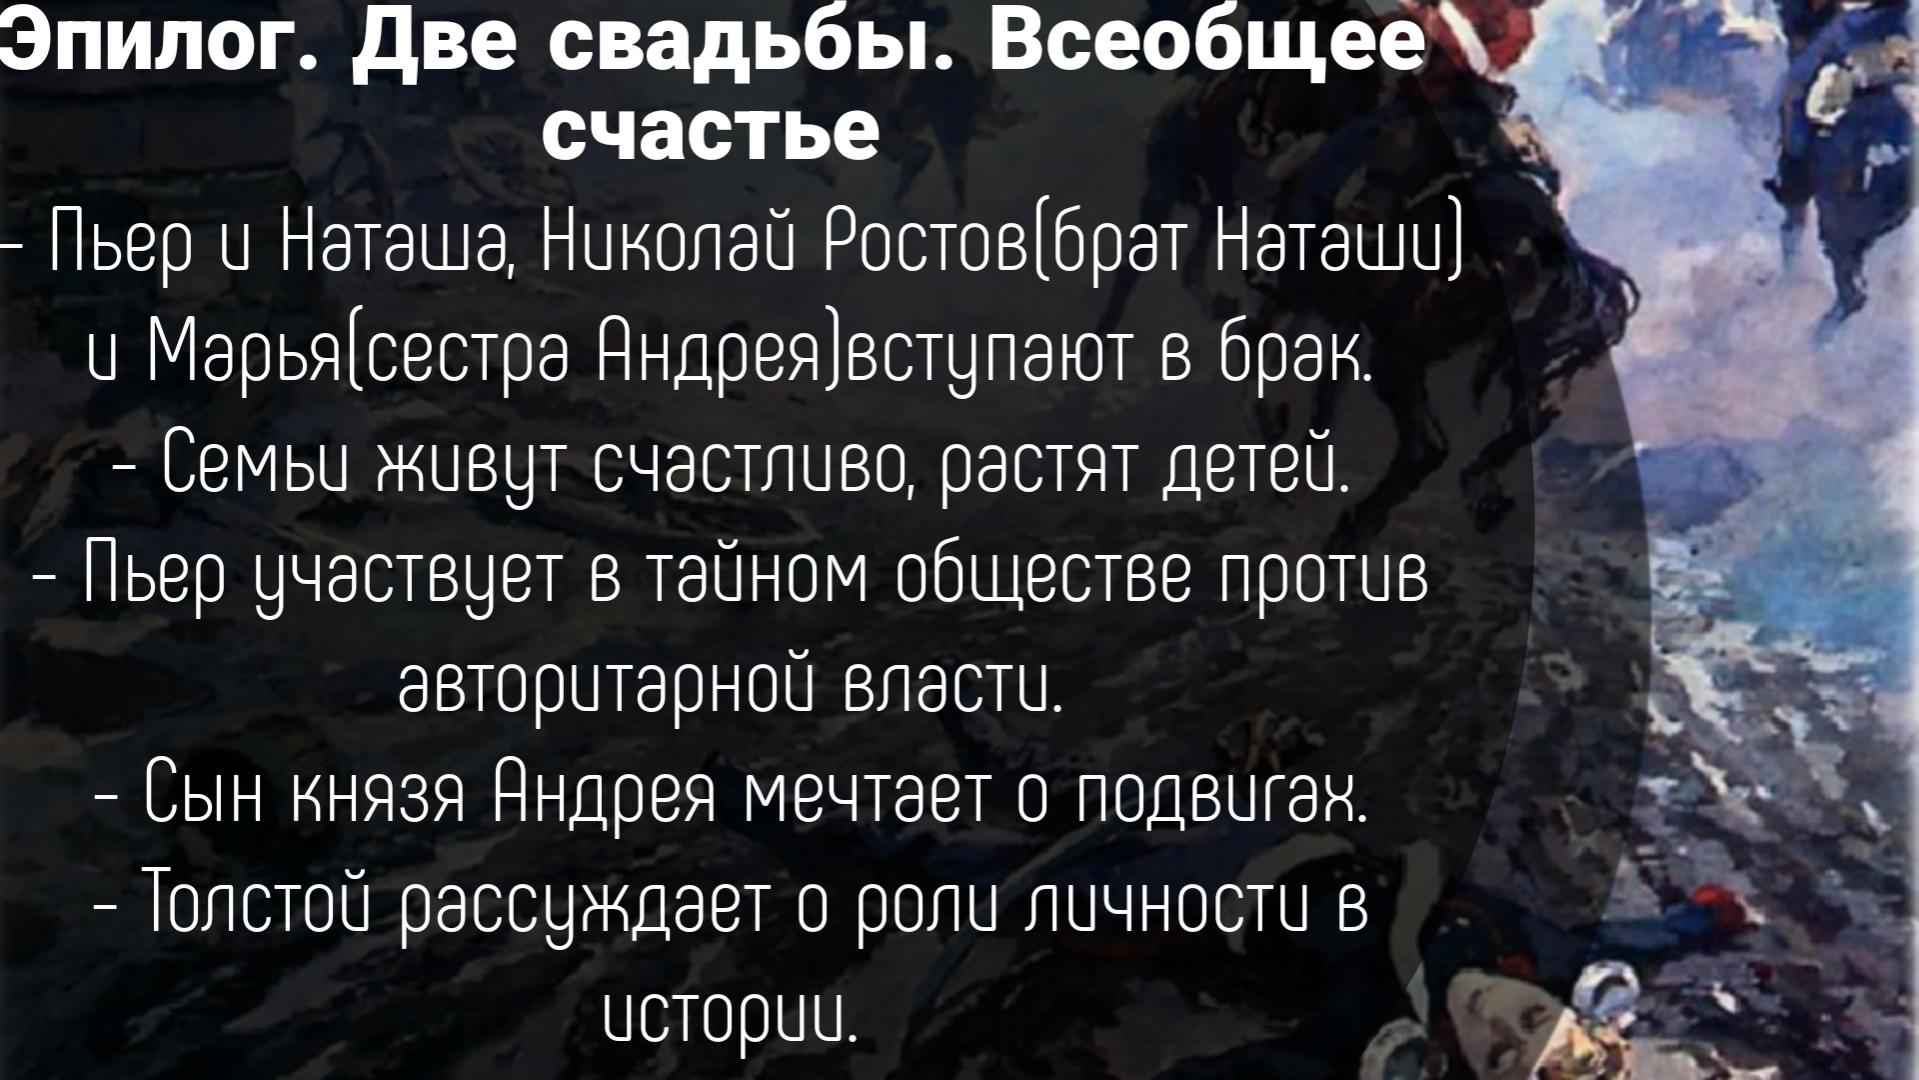 Эпилог. Две свадьбы. Всеобщее
счастье
- Пьер и Наташа, Николай Ростов(брат Наташи)
и Марья(сестра Андрея)вступают в брак.
- Семьи живут счастливо, растят детей.
- Пьер участвует в тайном обществе против
авторитарной власти.
- Сын князя Андрея мечтает о подвигах.
- Толстой рассуждает о роли личности в
истории.